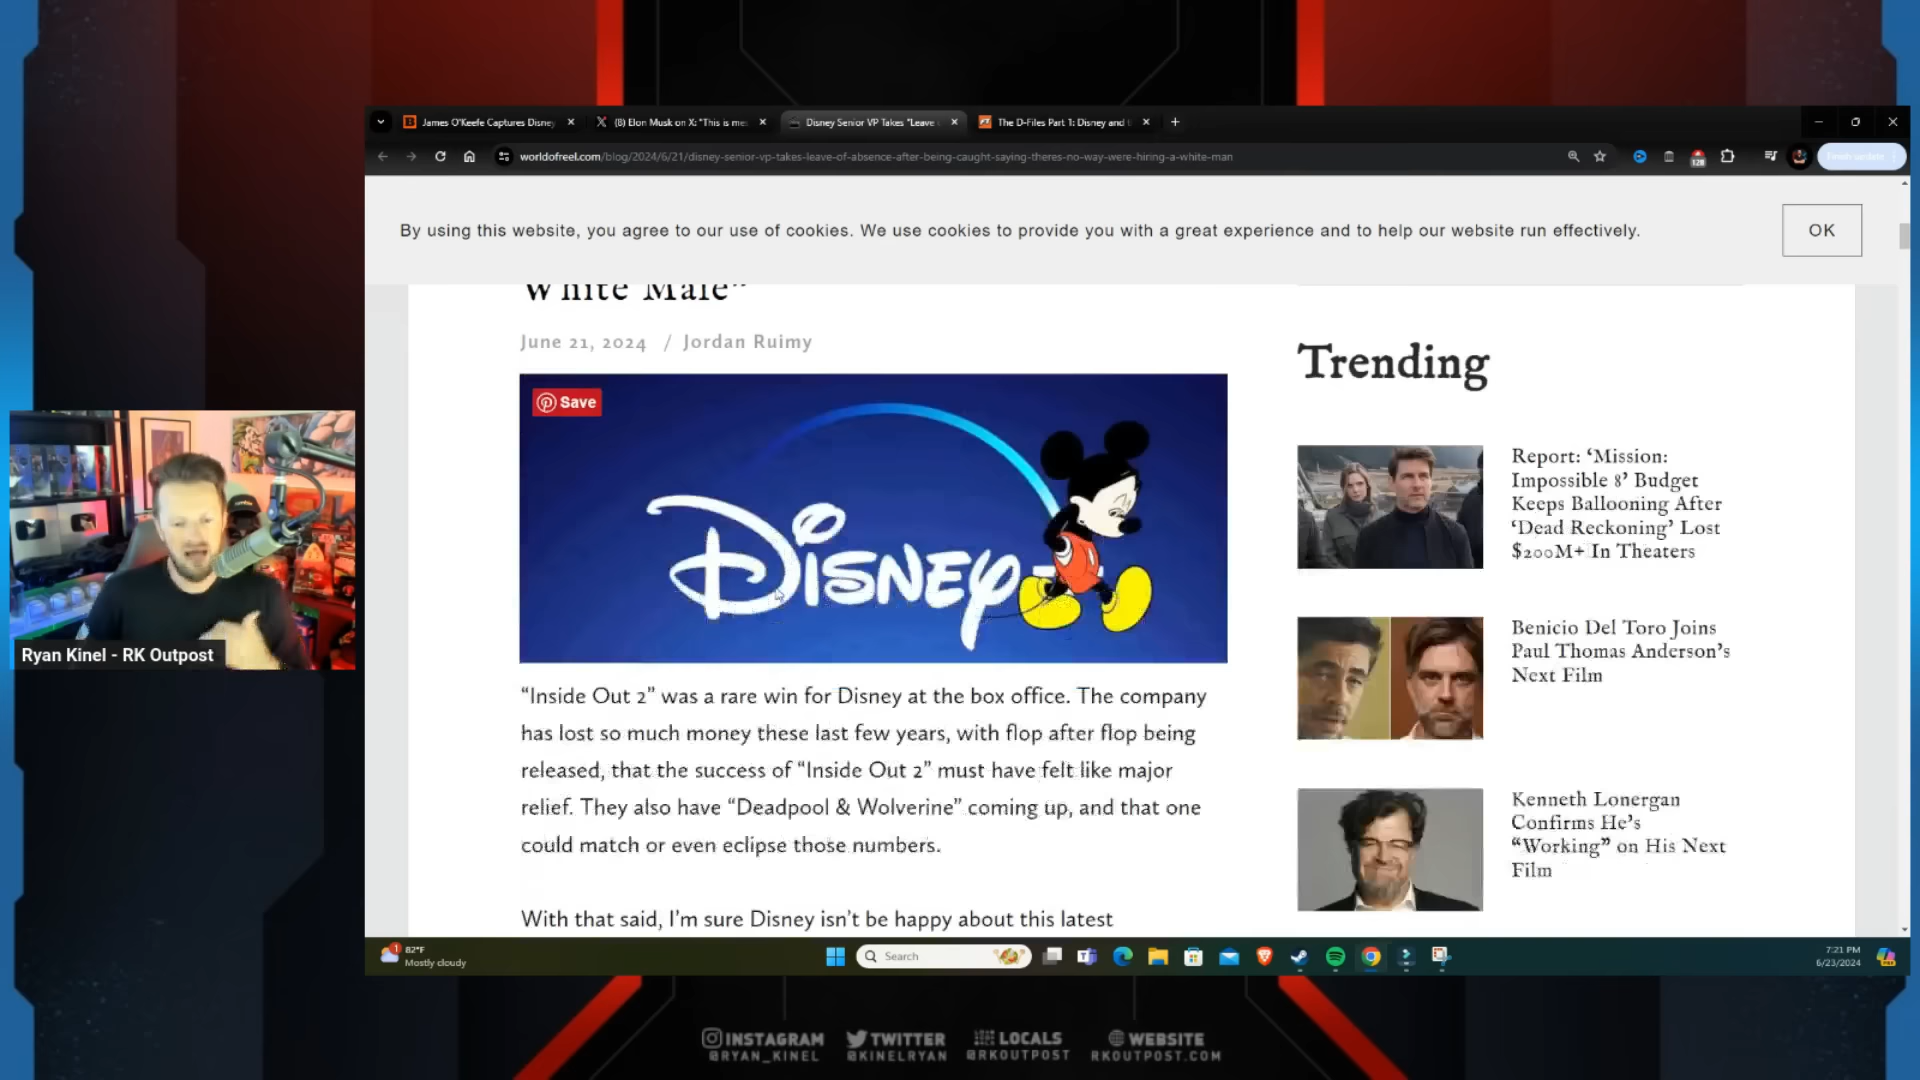 James O'Keefe Captures Disney
(8) Elon Musk on X: "This is me
Disney Senior VP Takes "Leave
The D-Files Part 1: Disney and
worldofreel.com/blog/2024/6/21/disney-senior-vp-takes-leave-of-absence-after-being-caught-saying-theres-no-way-were-hiring-a-white-man
128
Finish update
By using this website, you agree to our use of cookies. We use cookies to provide you with a great experience and to help our website run effectively.
OK
White Male"
June 21, 2024 / Jordan Ruimy
Save
Disney
"Inside Out 2" was a rare win for Disney at the box office. The company
has lost so much money these last few years, with flop after flop being
released, that the success of "Inside Out 2" must have felt like major
relief. They also have "Deadpool & Wolverine" coming up, and that one
could match or even eclipse those numbers.
With that said, I'm sure Disney isn't be happy about this latest
Trending
Report: 'Mission:
Impossible 8' Budget
Keeps Ballooning After
'Dead Reckoning' Lost
$200M+ In Theaters
Benicio Del Toro Joins
Paul Thomas Anderson's
Next Film
Kenneth Lonergan
Confirms He's
"Working" on His Next
Film
Ryan Kinel - RK Outpost
1
82°F
Mostly cloudy
Search
7:21 PM
6/23/2024
INSTAGRAM
@RYAN_KINEL
TWITTER
@KINELRYAN
LOCALS
@RKOUTPOST
WEBSITE
RKOUTPOST.COM